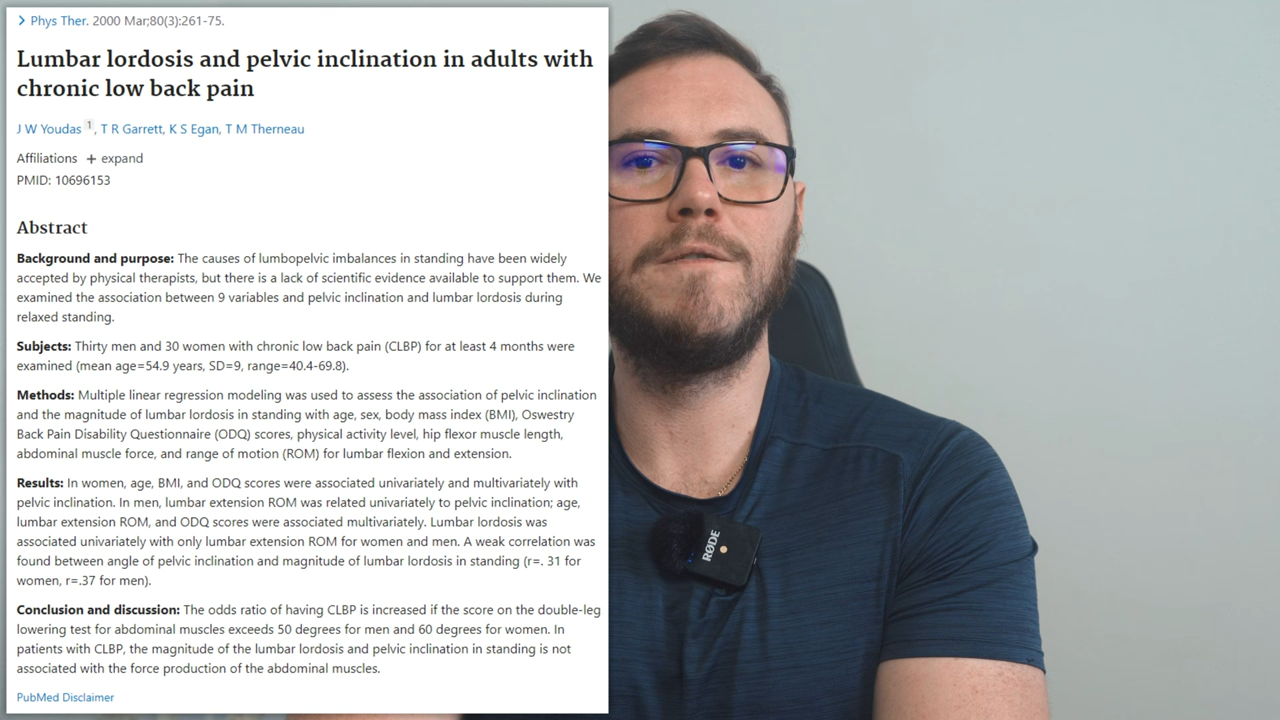 Phys Ther. 2000 Mar;80(3):261-75.
Lumbar lordosis and pelvic inclination in adults with
chronic low back pain
J W Youdas 1, T R Garrett, K S Egan, T M Therneau
Affiliations + expand
PMID: 10696153
Abstract
Background and purpose: The causes of lumbopelvic imbalances in standing have been widely
accepted by physical therapists, but there is a lack of scientific evidence available to support them. We
examined the association between 9 variables and pelvic inclination and lumbar lordosis during
relaxed standing.
Subjects: Thirty men and 30 women with chronic low back pain (CLBP) for at least 4 months were
examined (mean age=54.9 years, SD=9, range=40.4-69.8).
Methods: Multiple linear regression modeling was used to assess the association of pelvic inclination
and the magnitude of lumbar lordosis in standing with age, sex, body mass index (BMI), Oswestry
Back Pain Disability Questionnaire (ODQ) scores, physical activity level, hip flexor muscle length,
abdominal muscle force, and range of motion (ROM) for lumbar flexion and extension.
Results: In women, age, BMI, and ODQ scores were associated univariately and multivariately with
pelvic inclination. In men, lumbar extension ROM was related univariately to pelvic inclination; age,
lumbar extension ROM, and ODQ scores were associated multivariately. Lumbar lordosis was
associated univariately with only lumbar extension ROM for women and men. A weak correlation was
found between angle of pelvic inclination and magnitude of lumbar lordosis in standing (r=. 31 for
women, r=.37 for men).
Conclusion and discussion: The odds ratio of having CLBP is increased if the score on the double-leg
lowering test for abdominal muscles exceeds 50 degrees for men and 60 degrees for women. In
patients with CLBP, the magnitude of the lumbar lordosis and pelvic inclination in standing is not
associated with the force production of the abdominal muscles.
PubMed Disclaimer
RØDE